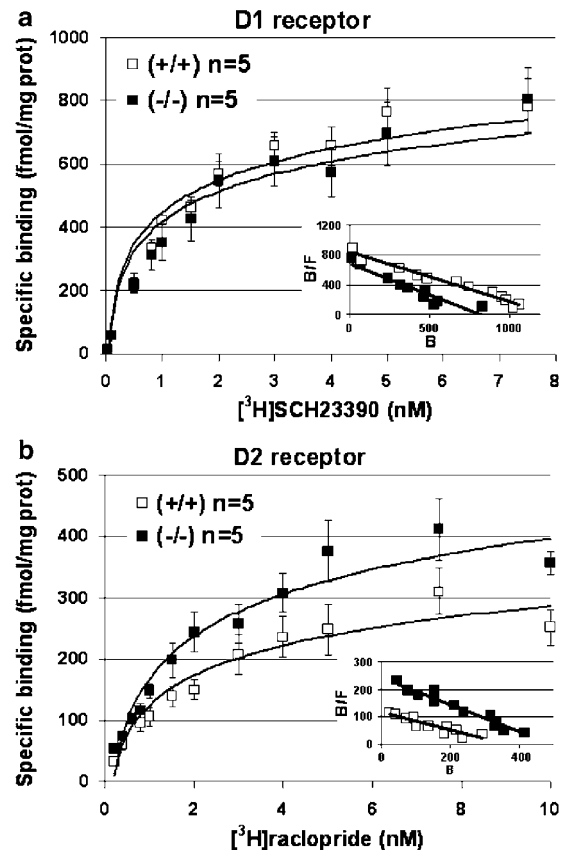 a
D1 receptor
1000
800
600
400
200
0
Specific binding (fmol/mg prot)
(+/+) n=5
(-/-) n=5
1200
800
400
0
B/F
0 500 1000
B
0 1 2 3 4 5 6 7 8
[³H]SCH23390 (nM)
b
D2 receptor
500
400
300
200
100
0
Specific binding (fmol/mg prot)
(+/+) n=5
(-/-) n=5
300
200
100
0
B/F
0 200 400
B
0 2 4 6 8 10
[³H]raclopride (nM)